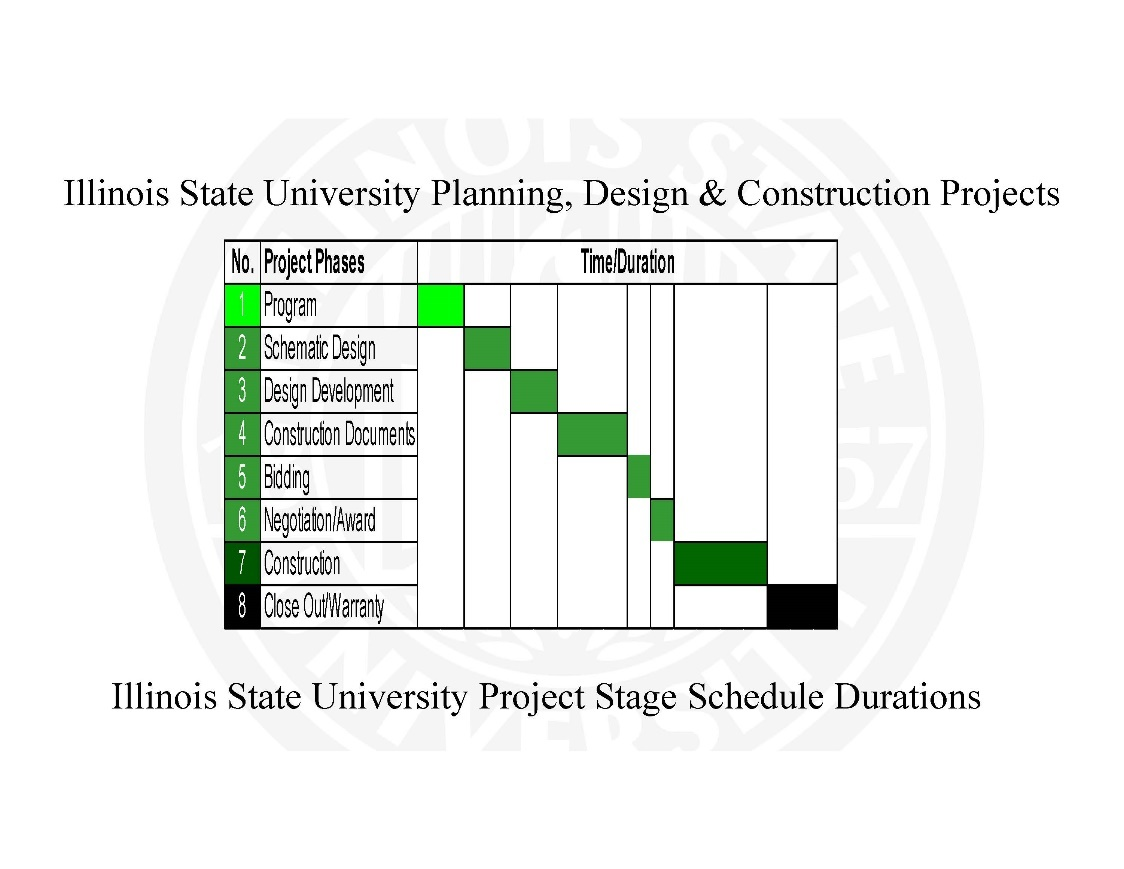 Illinois State University Planning, Design & Construction Projects
No. Project Phases Time/Duration
1 Program
2 Schematic Design
3 Design Development
4 Construction Documents
5 Bidding
6 Negotiation/Award
7 Construction
8 Close Out/Warranty
Illinois State University Project Stage Schedule Durations